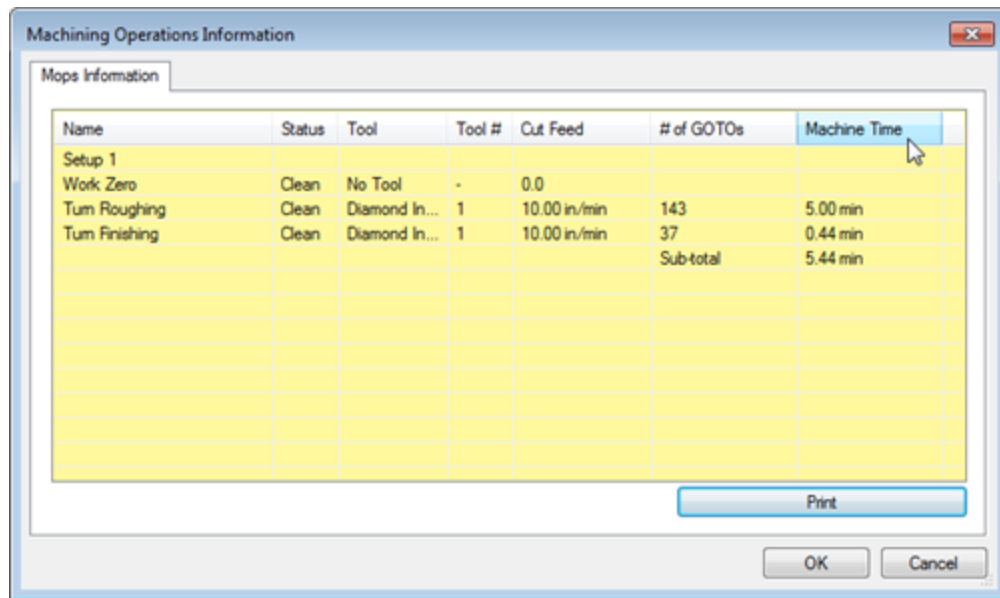 Machining Operations Information
Mops Information
Name Status Tool Tool # Cut Feed # of GOTOs Machine Time
Setup 1
Work Zero Clean No Tool - 0.0
Turn Roughing Clean Diamond In... 1 10.00 in/min 143 5.00 min
Turn Finishing Clean Diamond In... 1 10.00 in/min 37 0.44 min
Sub-total 5.44 min
Print
OK Cancel